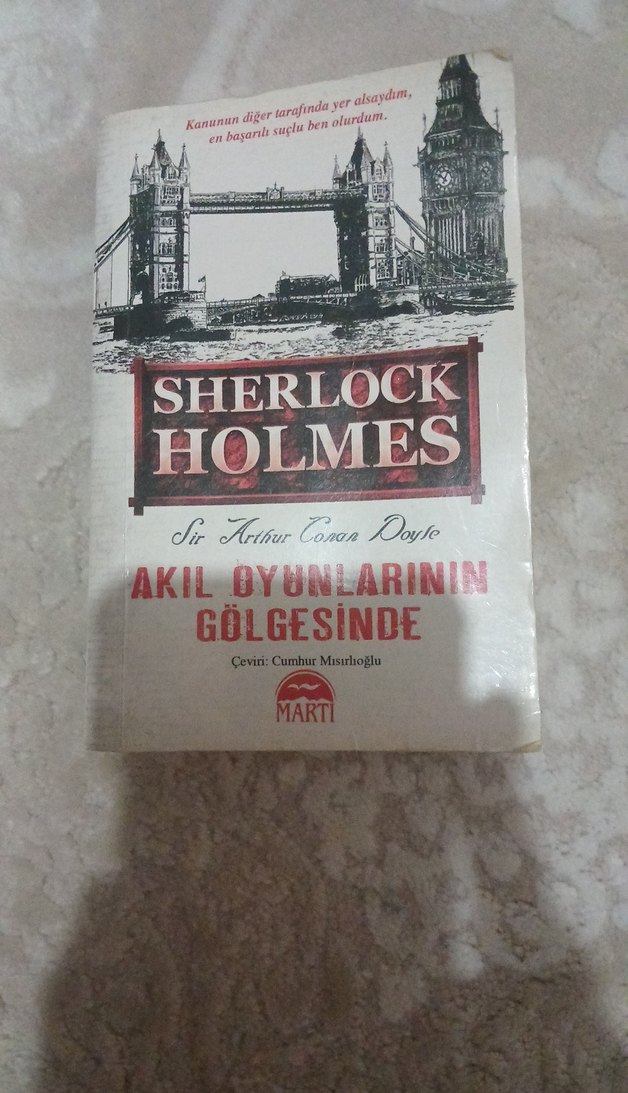 Kanunun diğer tarafında yer alsaydım,
en başarılı suçlu ben olurdum.
SHERLOCK
HOLMES
Sir Arthur Conan Doyle
AKIL OYUNLARININ
GÖLGESİNDE
Çeviri: Cumhur Mısırlıoğlu
MARTI